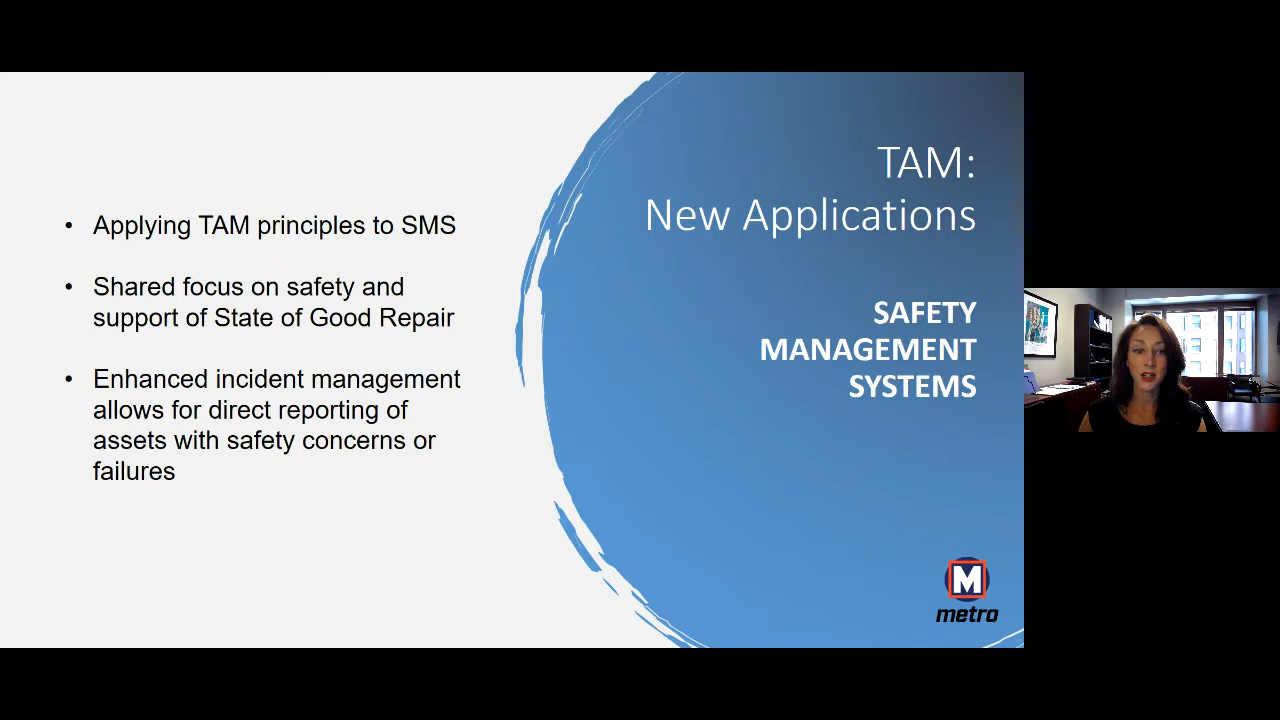 • Applying TAM principles to SMS
• Shared focus on safety and
support of State of Good Repair
• Enhanced incident management
allows for direct reporting of
assets with safety concerns or
failures
TAM:
New Applications
SAFETY
MANAGEMENT
SYSTEMS
M
metro